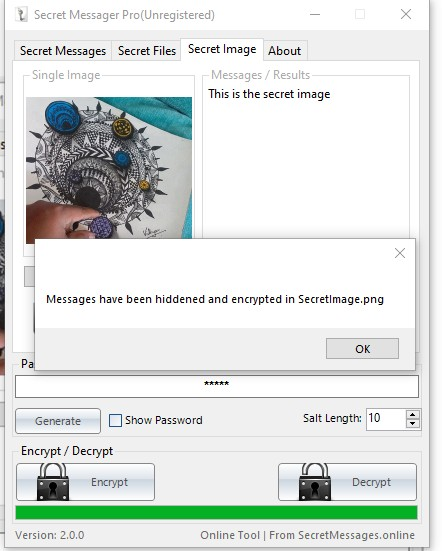 Secret Messager Pro(Unregistered)
Secret Messages Secret Files Secret Image About
Single Image
Messages / Results
This is the secret image
Messages have been hiddened and encrypted in SecretImage.png
OK
Pa
*****
Generate Show Password Salt Length: 10
Encrypt / Decrypt
Encrypt Decrypt
Version: 2.0.0 Online Tool | From SecretMessages.online